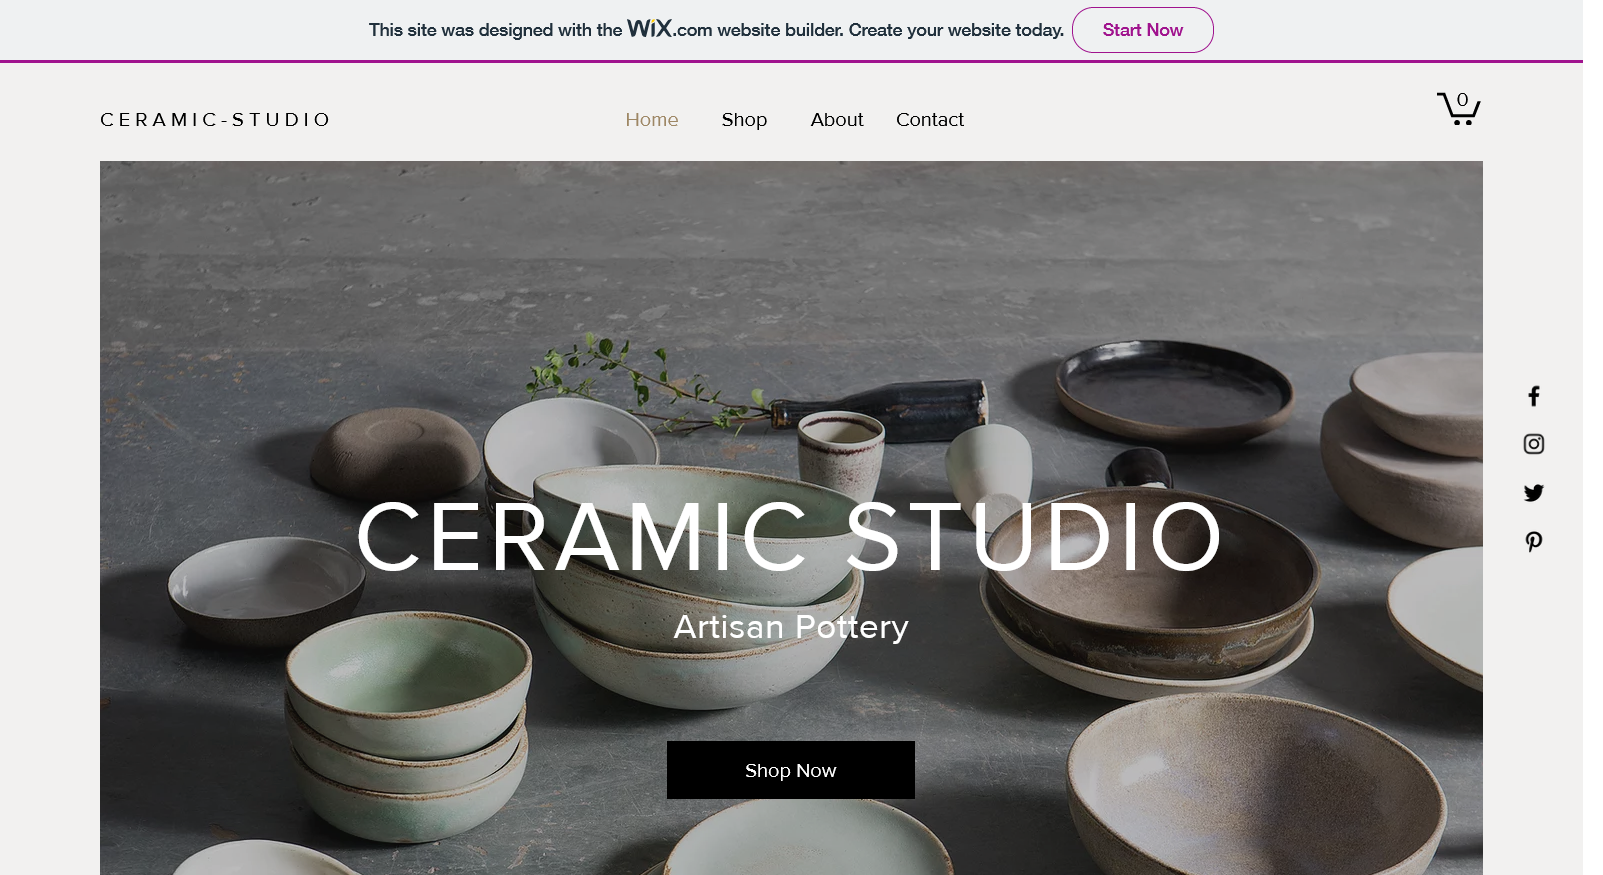 This site was designed with the WiX.com website builder. Create your website today. Start Now
CERAMIC-STUDIO
Home Shop About Contact
0
CERAMIC STUDIO
Artisan Pottery
Shop Now